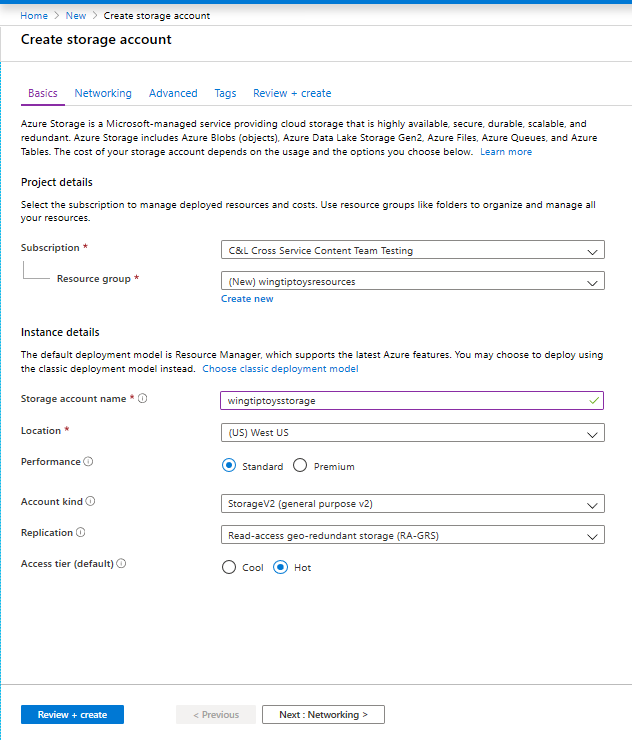 Home > New > Create storage account
Create storage account
Basics Networking Advanced Tags Review + create
Azure Storage is a Microsoft-managed service providing cloud storage that is highly available, secure, durable, scalable, and
redundant. Azure Storage includes Azure Blobs (objects), Azure Data Lake Storage Gen2, Azure Files, Azure Queues, and Azure
Tables. The cost of your storage account depends on the usage and the options you choose below. Learn more
Project details
Select the subscription to manage deployed resources and costs. Use resource groups like folders to organize and manage all
your resources.
Subscription *
C&L Cross Service Content Team Testing
Resource group *
(New) wingtiptoysresources
Create new
Instance details
The default deployment model is Resource Manager, which supports the latest Azure features. You may choose to deploy using
the classic deployment model instead. Choose classic deployment model
Storage account name *
wingtiptoysstorage
Location *
(US) West US
Performance
Standard Premium
Account kind
StorageV2 (general purpose v2)
Replication
Read-access geo-redundant storage (RA-GRS)
Access tier (default)
Cool Hot
Review + create < Previous Next : Networking >